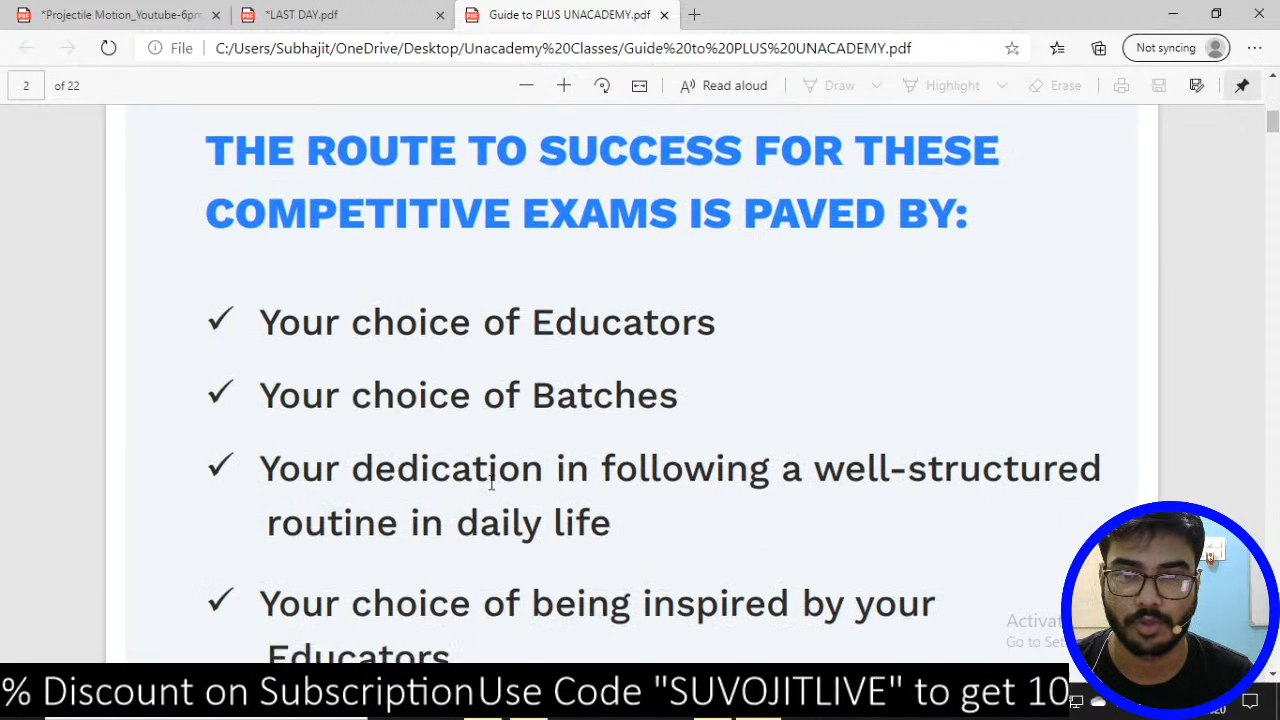 *Projectile Motion_Youtube-6pm
*LAST DAY.pdf
Guide to PLUS UNACADEMY.pdf
File
C:/Users/Subhajit/OneDrive/Desktop/Unacademy%20Classes/Guide%20to%20PLUS%20UNACADEMY.pdf
Not syncing
2
of 22
Read aloud
Draw
Highlight
Erase
THE ROUTE TO SUCCESS FOR THESE
COMPETITIVE EXAMS IS PAVED BY:
✓ Your choice of Educators
✓ Your choice of Batches
✓ Your dedication in following a well-structured
routine in daily life
✓ Your choice of being inspired by your
Educators
Activat
Go to Set
% Discount on SubscriptionUse Code "SUVOJITLIVE" to get 10